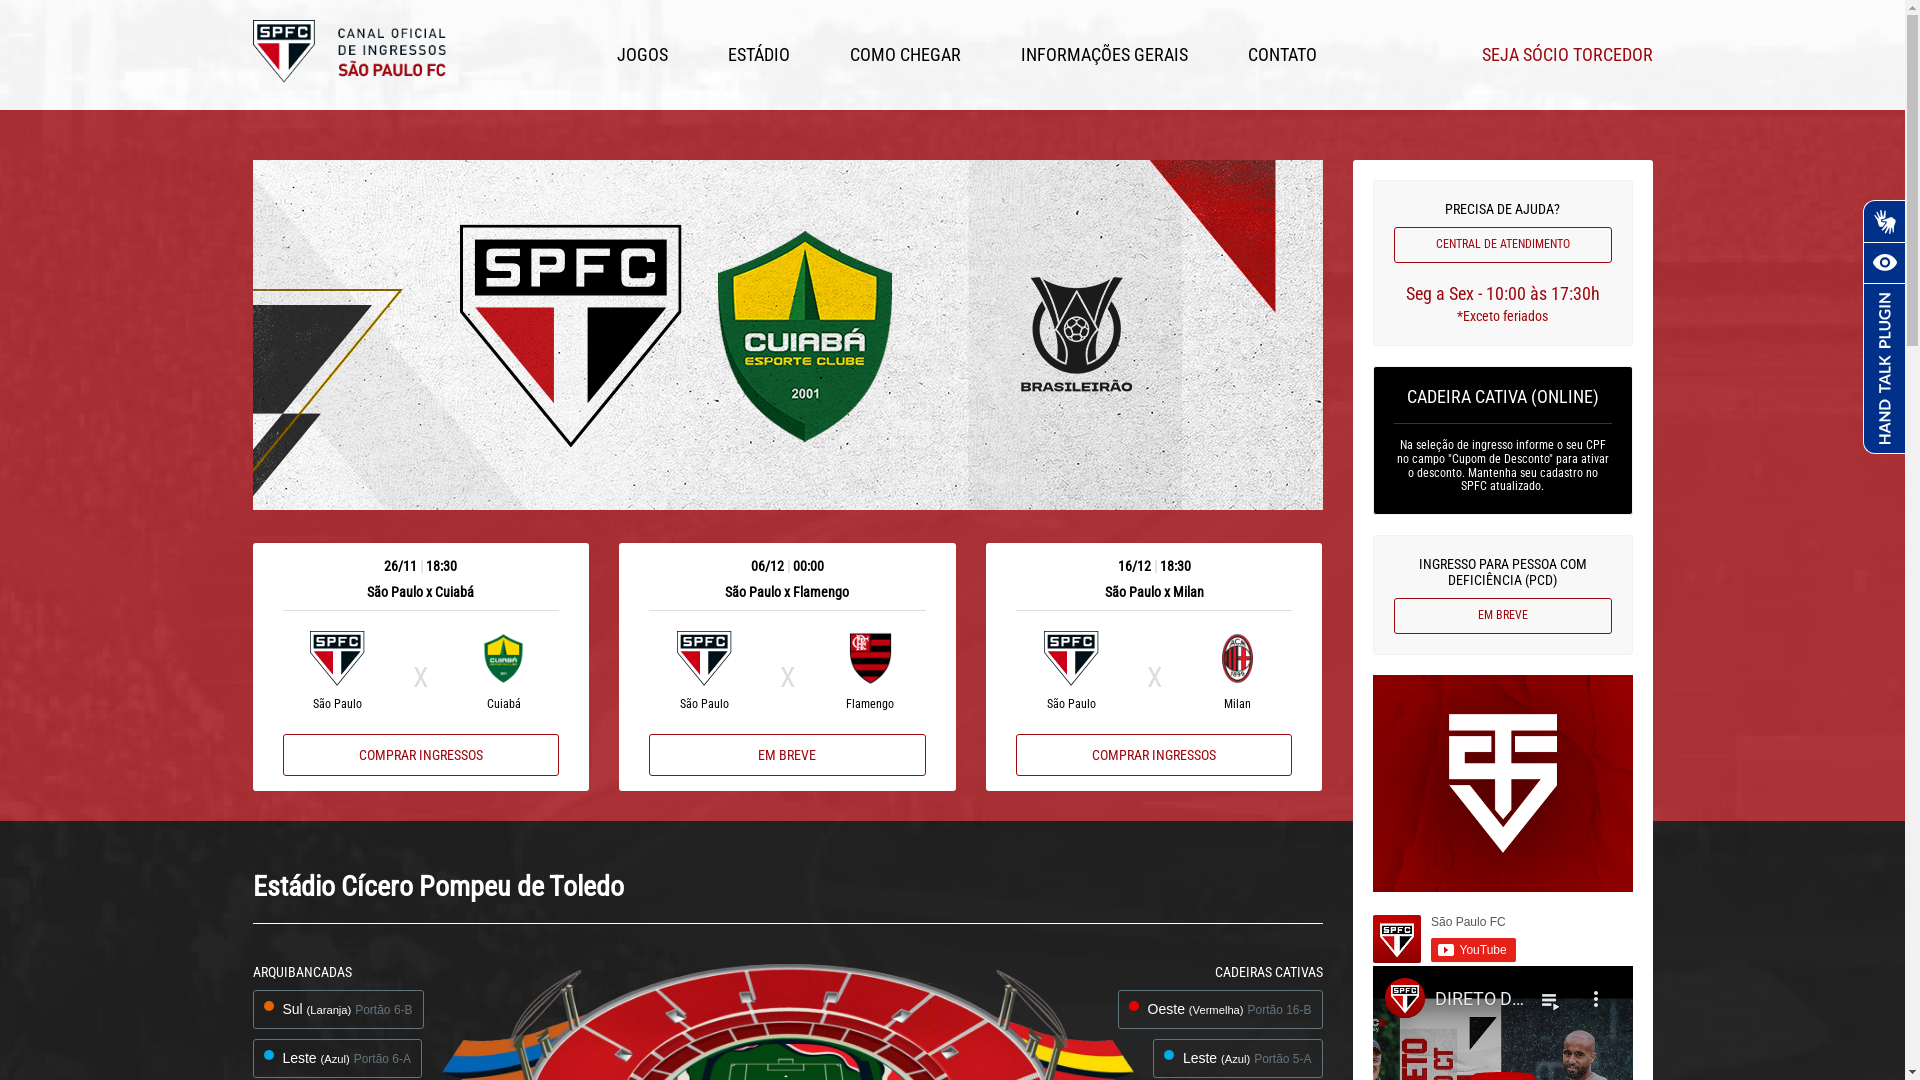 SPFC
CANAL OFICIAL
DE INGRESSOS
SÃO PAULO FC
JOGOS
ESTÁDIO
COMO CHEGAR
INFORMAÇÕES GERAIS
CONTATO
SEJA SÓCIO TORCEDOR
SPFC
CUIABÁ
ESPORTE CLUBE
2001
BRASILEIRÃO
26/11 | 18:30
São Paulo x Cuiabá
SPFC
X
CUIABÁ
São Paulo
Cuiabá
COMPRAR INGRESSOS
06/12 | 00:00
São Paulo x Flamengo
SPFC
X
São Paulo
Flamengo
EM BREVE
16/12 | 18:30
São Paulo x Milan
SPFC
X
ACM
1899
São Paulo
Milan
COMPRAR INGRESSOS
PRECISA DE AJUDA?
CENTRAL DE ATENDIMENTO
Seg a Sex - 10:00 às 17:30h
*Exceto feriados
CADEIRA CATIVA (ONLINE)
Na seleção de ingresso informe o seu CPF
no campo "Cupom de Desconto" para ativar
o desconto. Mantenha seu cadastro no
SPFC atualizado.
INGRESSO PARA PESSOA COM
DEFICIÊNCIA (PCD)
EM BREVE
SPFC
São Paulo FC
YouTube
SPFC
DIRETO D...
HAND TALK PLUGIN
Estádio Cícero Pompeu de Toledo
ARQUIBANCADAS
Sul (Laranja) Portão 6-B
Leste (Azul) Portão 6-A
CADEIRAS CATIVAS
Oeste (Vermelha) Portão 16-B
Leste (Azul) Portão 5-A